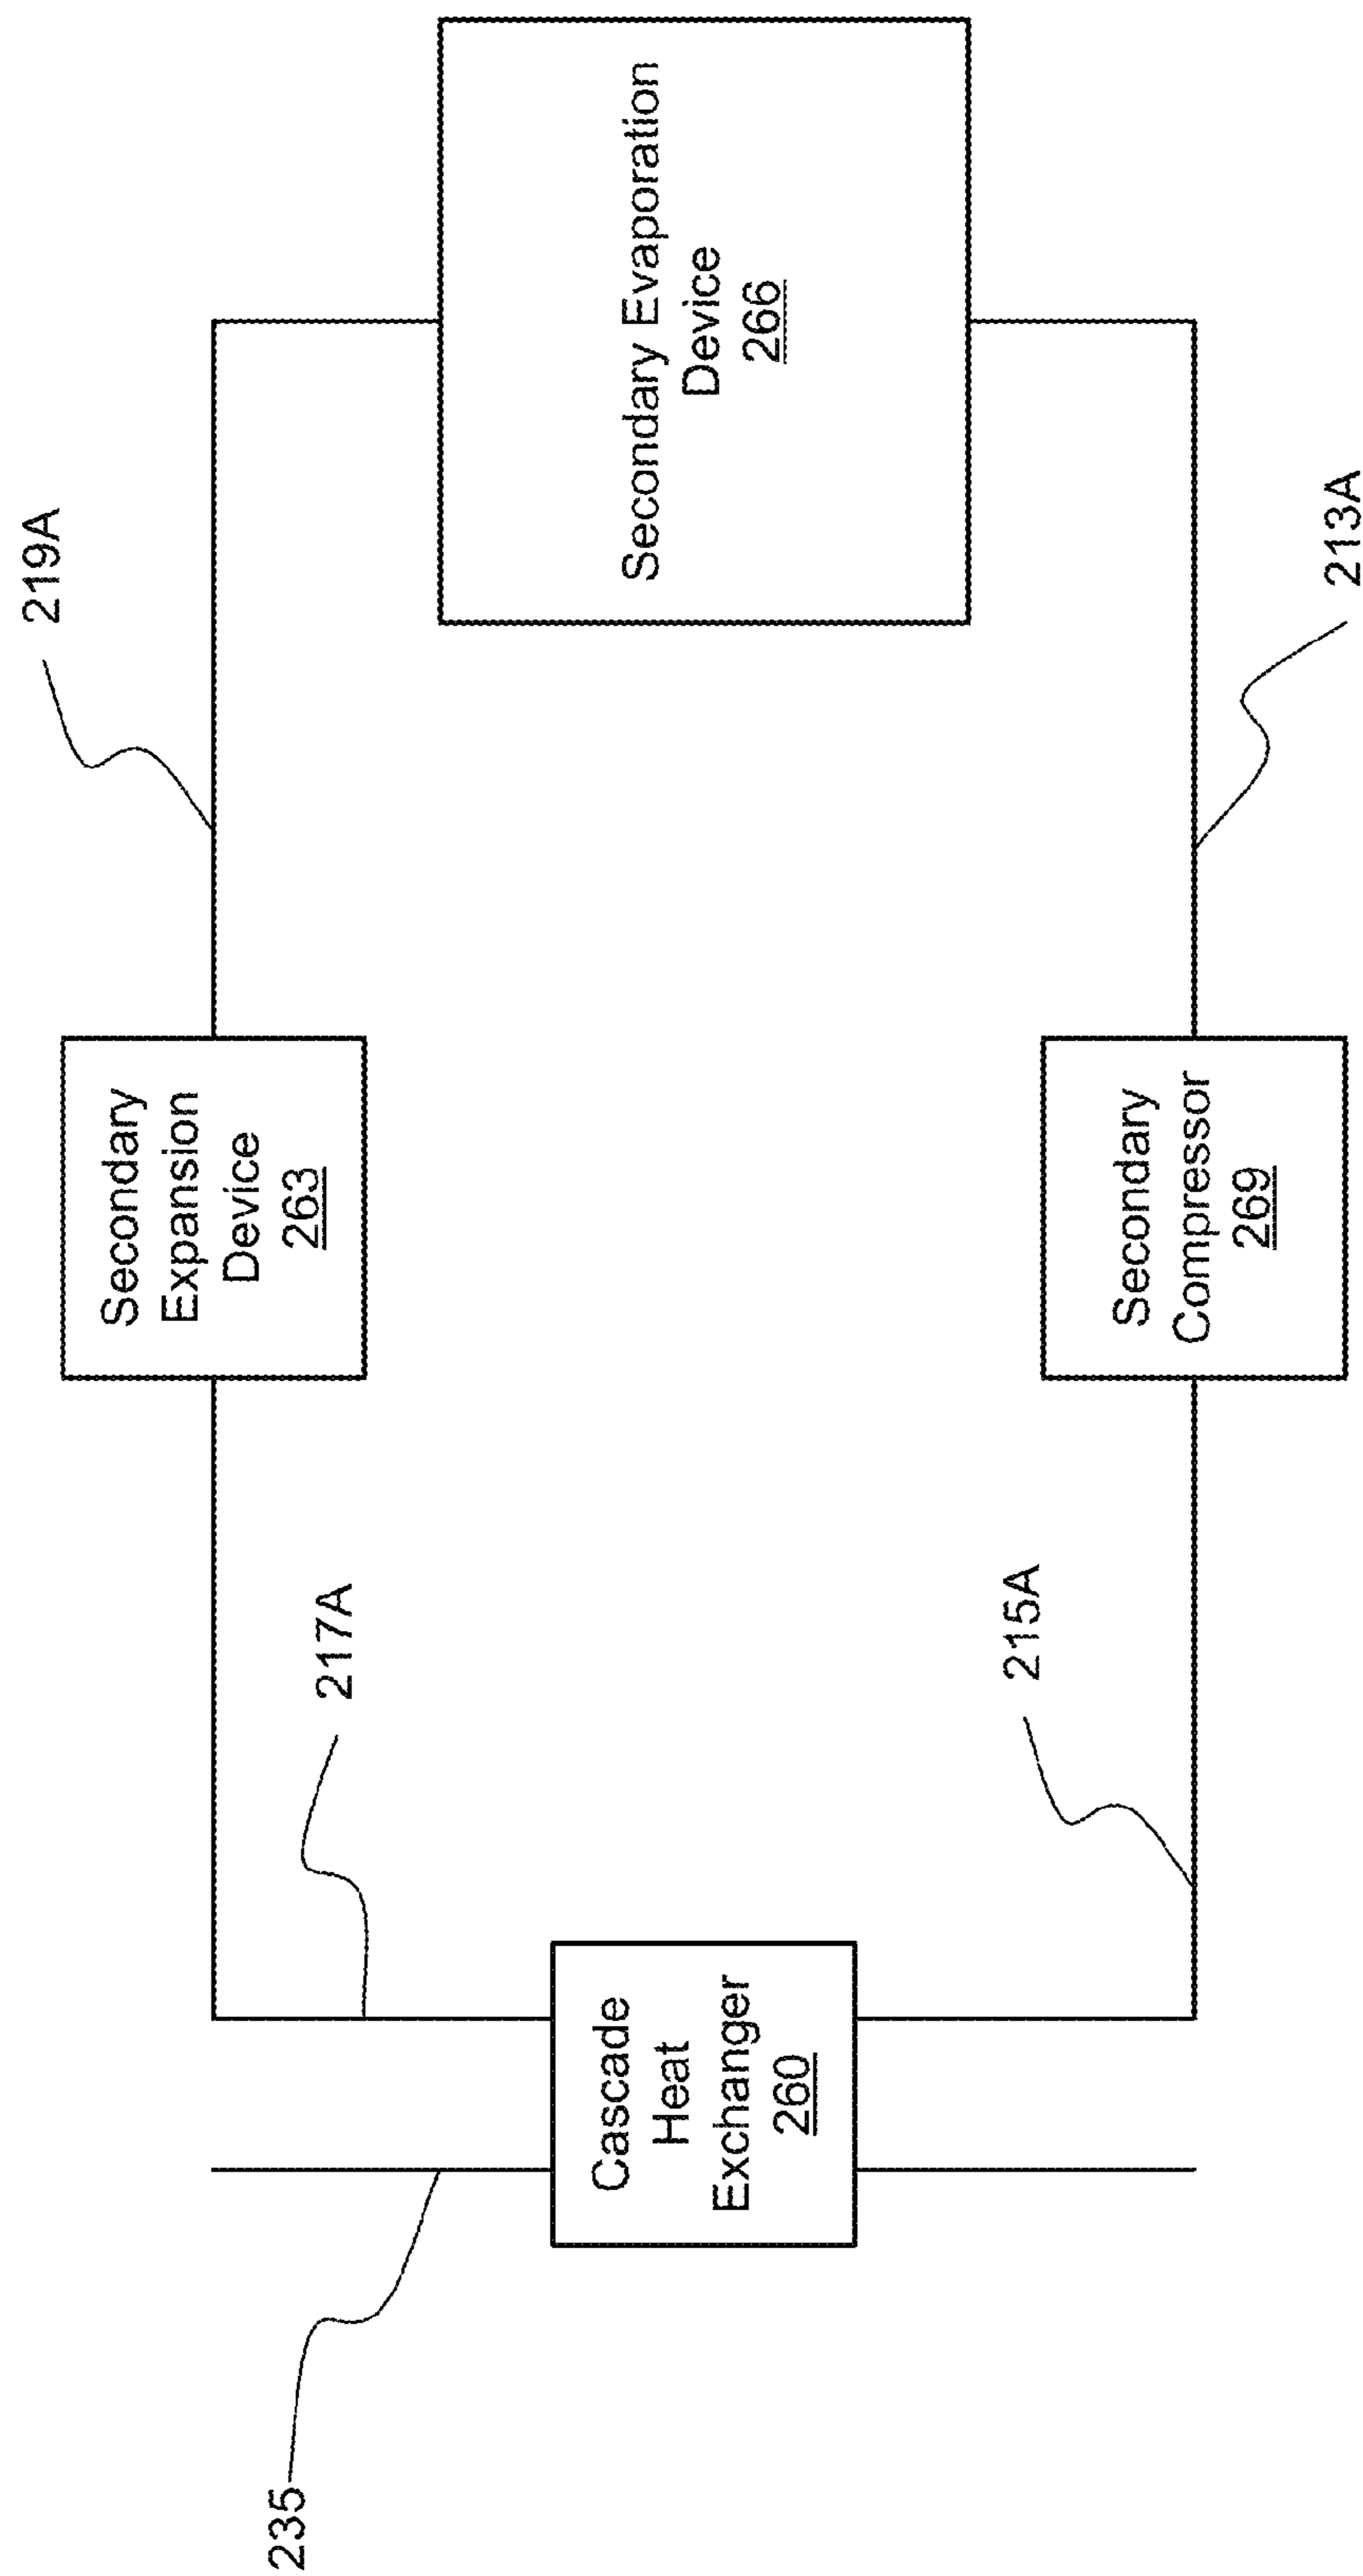 235
217A
219A
Cascade
Heat
Exchanger
260
Secondary
Expansion
Device
263
Secondary Evaporation
Device
266
215A
Secondary
Compressor
269
213A